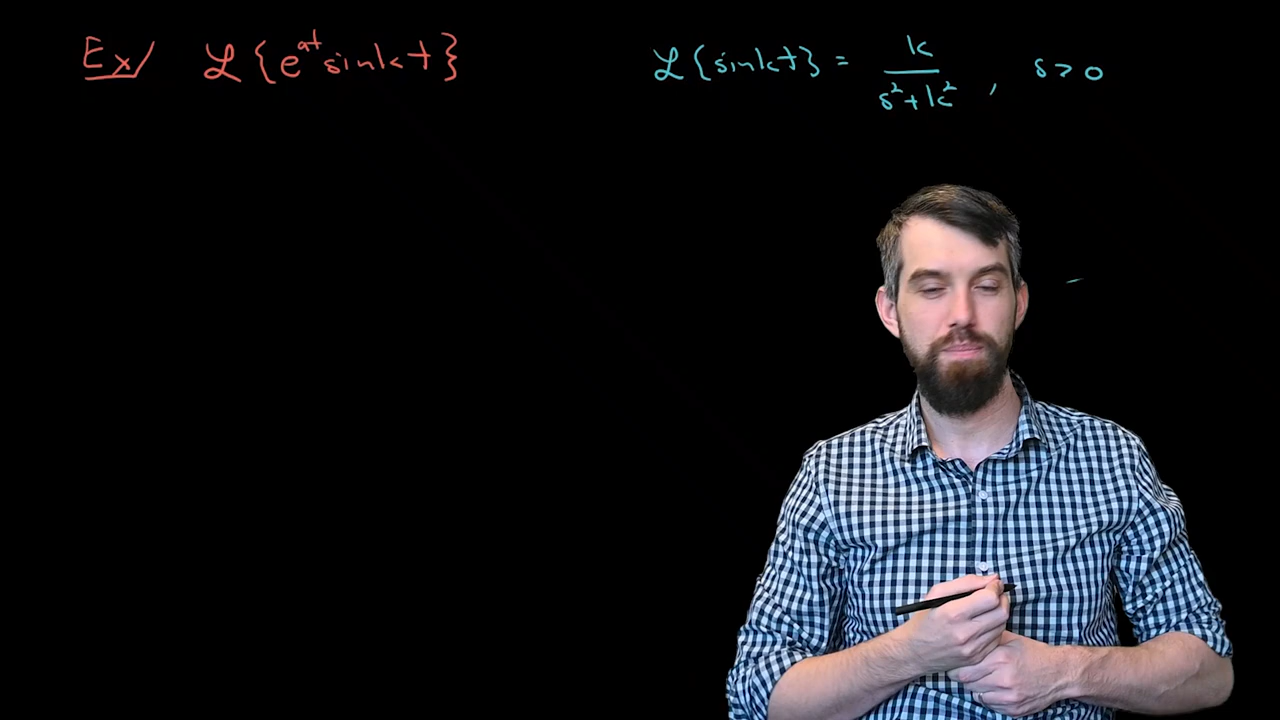 Ex/ ℒ{e^{at} sin kt}
ℒ{sin kt} = k/(s²+k²), s > 0